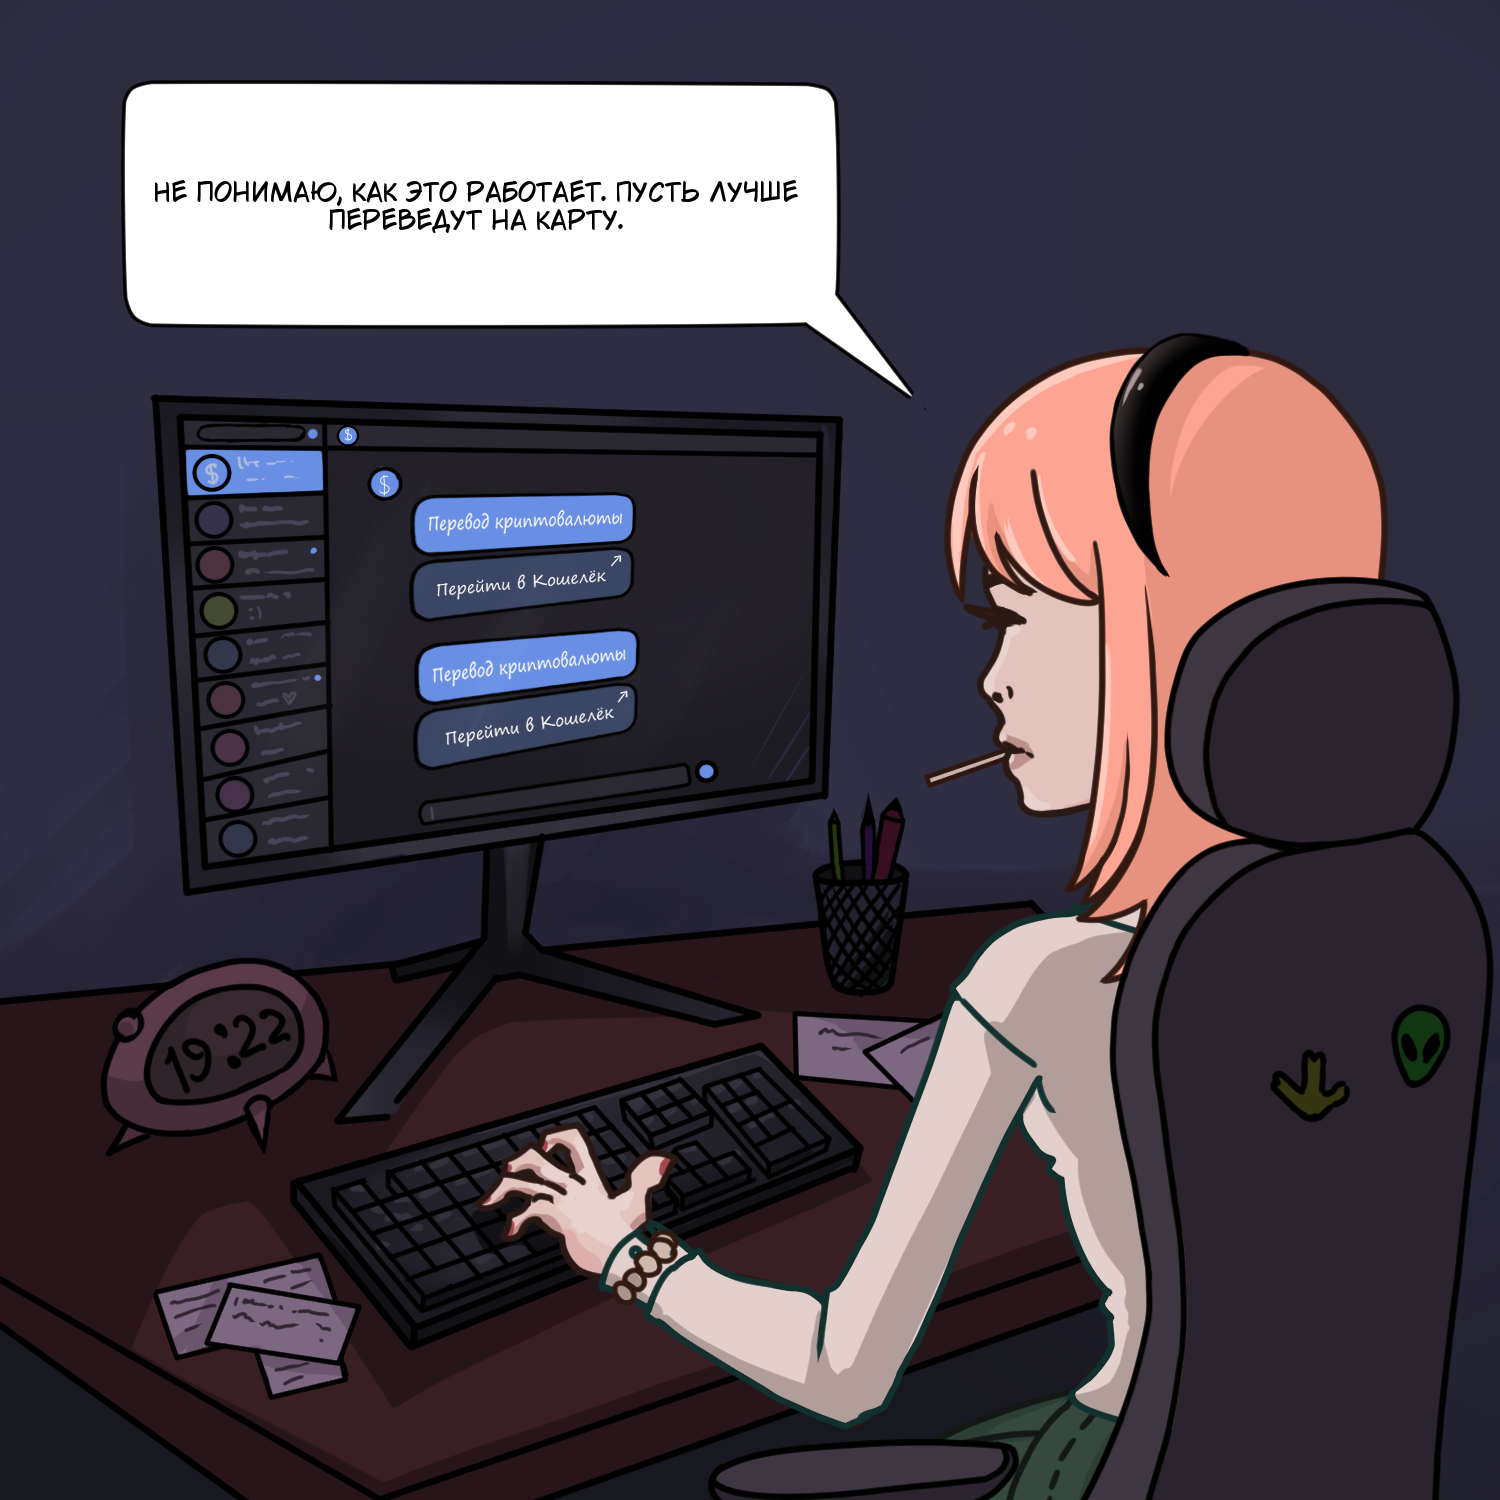 НЕ ПОНИМАЮ, КАК ЭТО РАБОТАЕТ. ПУСТЬ ЛУЧШЕ
ПЕРЕВЕДУТ НА КАРТУ.
$
$
$
Перевод криптовалюты
Перейти в Кошелёк
Перевод криптовалюты
Перейти в Кошелёк
19:22